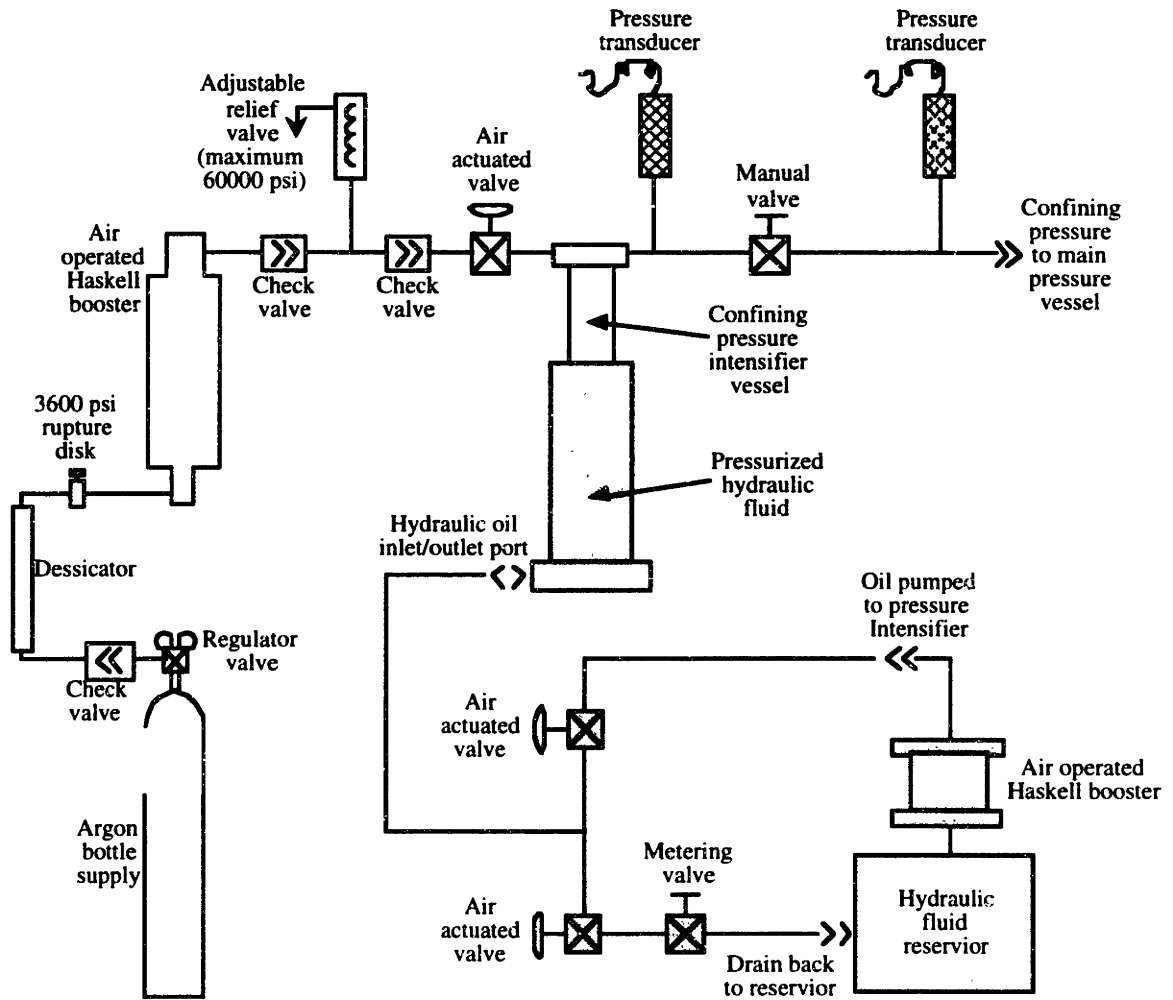 Pressure
transducer
Pressure
transducer
Adjustable
relief
valve
(maximum
60000 psi)
Air
actuated
valve
Manual
valve
Air
operated
Haskell
booster
Check
valve
Check
valve
Confining
pressure
to main
pressure
vessel
Confining
pressure
intensifier
vessel
3600 psi
rupture
disk
Pressurized
hydraulic
fluid
Hydraulic oil
inlet/outlet port
Dessicator
Oil pumped
to pressure
Intensifier
Regulator
valve
Check
valve
Air
actuated
valve
Air operated
Haskell booster
Argon
bottle
supply
Metering
valve
Air
actuated
valve
Hydraulic
fluid
reservior
Drain back
to reservior